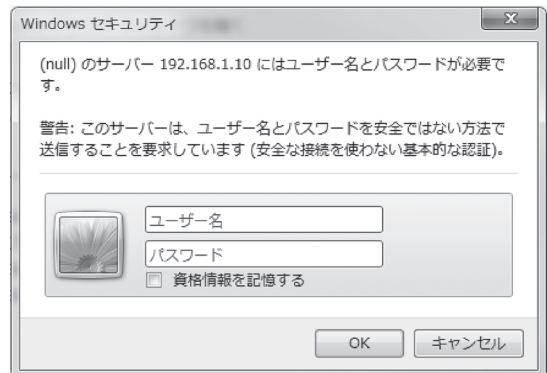 Windows セキュリティ
(null) のサーバー 192.168.1.10 にはユーザー名とパスワードが必要で
す。
警告: このサーバーは、ユーザー名とパスワードを安全ではない方法で
送信することを要求しています (安全な接続を使わない基本的な認証)。
ユーザー名
パスワード
資格情報を記憶する
OK
キャンセル